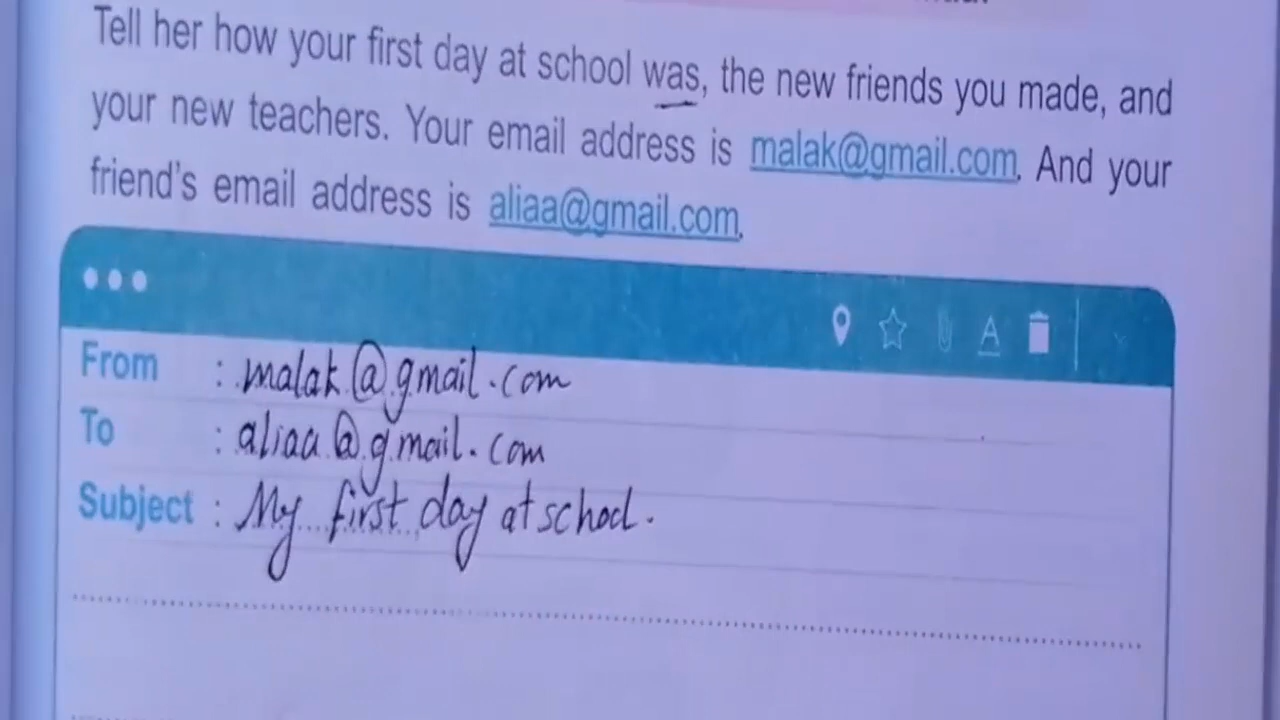 Tell her how your first day at school was, the new friends you made, and
your new teachers. Your email address is malak@gmail.com. And your
friend's email address is aliaa@gmail.com.
A
From : malak@gmail.com
To : aliaa@gmail.com
Subject : My first day at school.